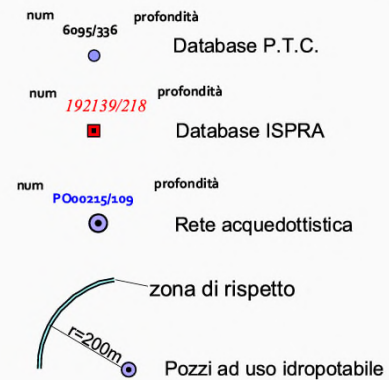 num profondità
6095/336
Database P.T.C.
num profondità
192139/218
Database ISPRA
num profondità
PO00215/109
Rete acquedottistica
zona di rispetto
r=200m
Pozzi ad uso idropotabile